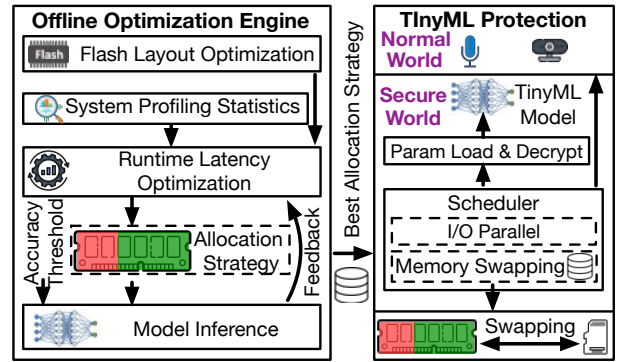 Offline Optimization Engine
Flash
Flash Layout Optimization
System Profiling Statistics
Runtime Latency
Optimization
Accuracy
Threshold
Allocation
Strategy
Feedback
Model Inference
Best Allocation Strategy
TInyML Protection
Normal
World
Secure
World
TinyML
Model
Param Load & Decrypt
Scheduler
I/O Parallel
Memory Swapping
Swapping